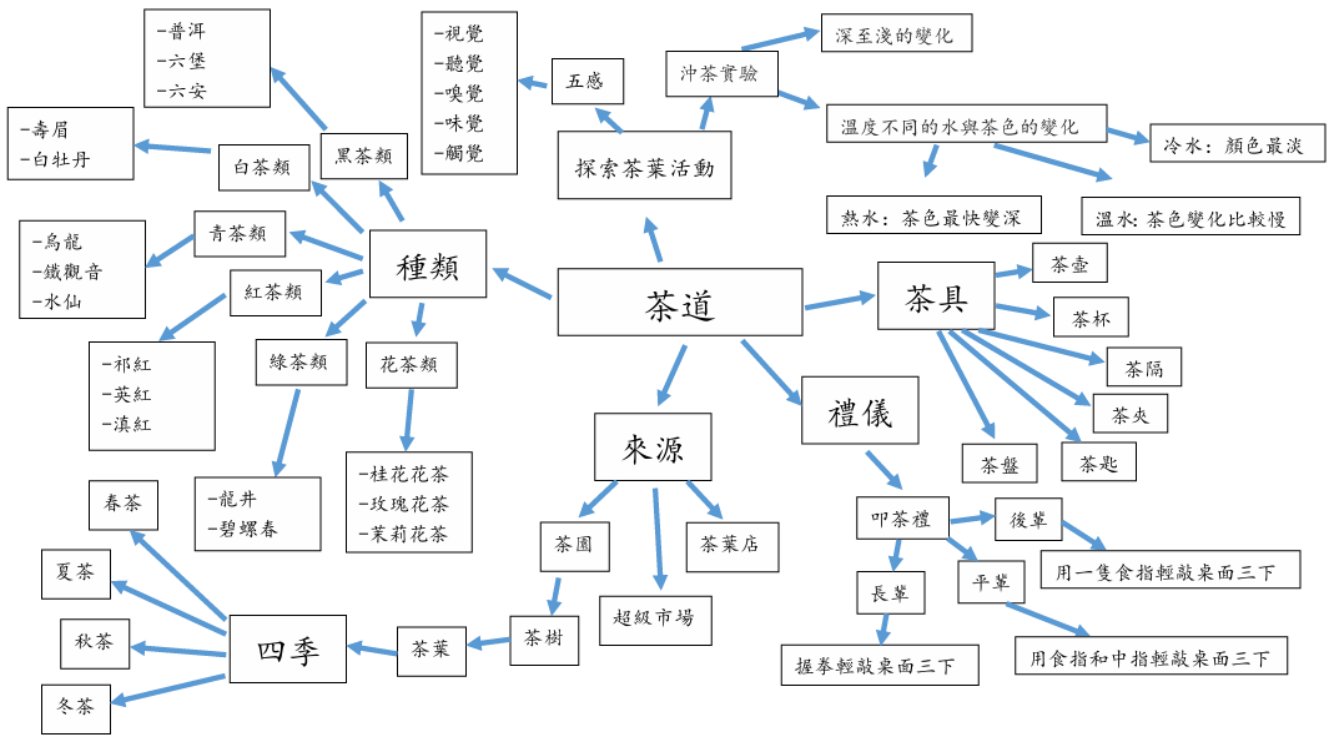 茶道
種類
黑茶類
-普洱
-六堡
-六安
白茶類
-壽眉
-白牡丹
青茶類
-烏龍
-鐵觀音
-水仙
紅茶類
-祁紅
-英紅
-滇紅
綠茶類
-龍井
-碧螺春
花茶類
-桂花花茶
-玫瑰花茶
-茉莉花茶
探索茶葉活動
五感
-視覺
-聽覺
-嗅覺
-味覺
-觸覺
沖茶實驗
深至淺的變化
溫度不同的水與茶色的變化
冷水：顏色最淡
熱水：茶色最快變深
溫水：茶色變化比較慢
茶具
茶壺
茶杯
茶隔
茶夾
茶匙
茶盤
禮儀
叩茶禮
後輩
用一隻食指輕敲桌面三下
平輩
用食指和中指輕敲桌面三下
長輩
握拳輕敲桌面三下
來源
茶園
超級市場
茶葉店
茶樹
茶葉
四季
春茶
夏茶
秋茶
冬茶